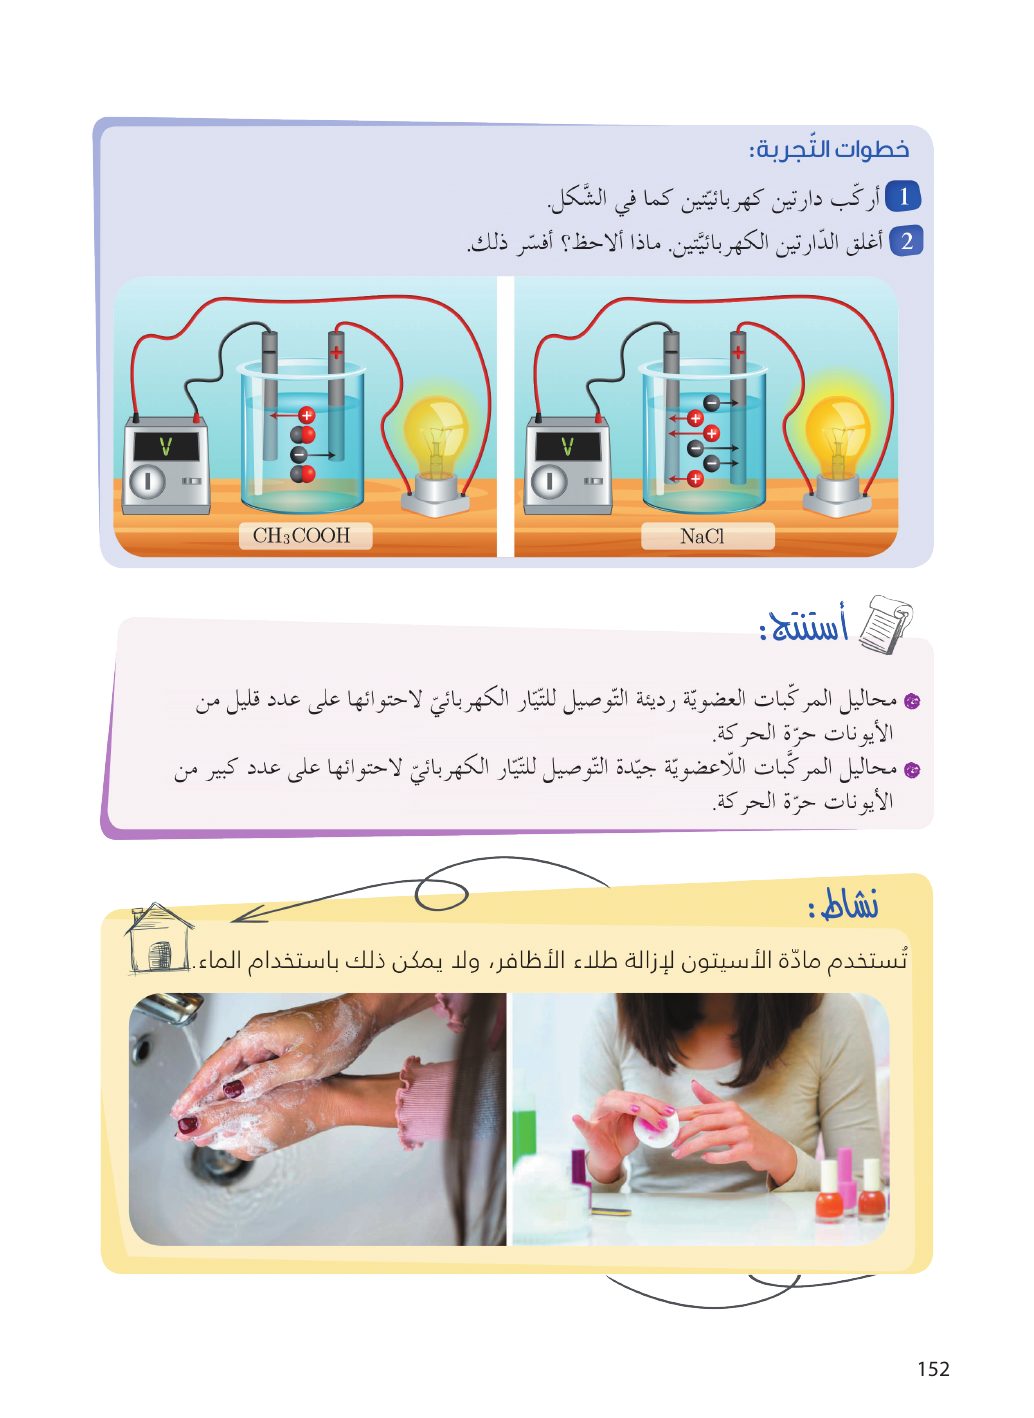 خطوات التّجربة:
1 أركّب دارتين كهربائيّتين كما في الشَّكل.
2 أغلق الدّارتين الكهربائيَّتين. ماذا ألاحظ؟ أفسّر ذلك.
V
CH₃COOH
V
NaCl
أستنتج:
محاليل المركّبات العضويّة رديئة التّوصيل للتّيّار الكهربائيّ لاحتوائها على عدد قليل من
الأيونات حرّة الحركة.
محاليل المركَّبات اللّاعضويّة جيّدة التّوصيل للتّيّار الكهربائيّ لاحتوائها على عدد كبير من
الأيونات حرّة الحركة.
نشاط:
تُستخدم مادّة الأسيتون لإزالة طلاء الأظافر، ولا يمكن ذلك باستخدام الماء.
152